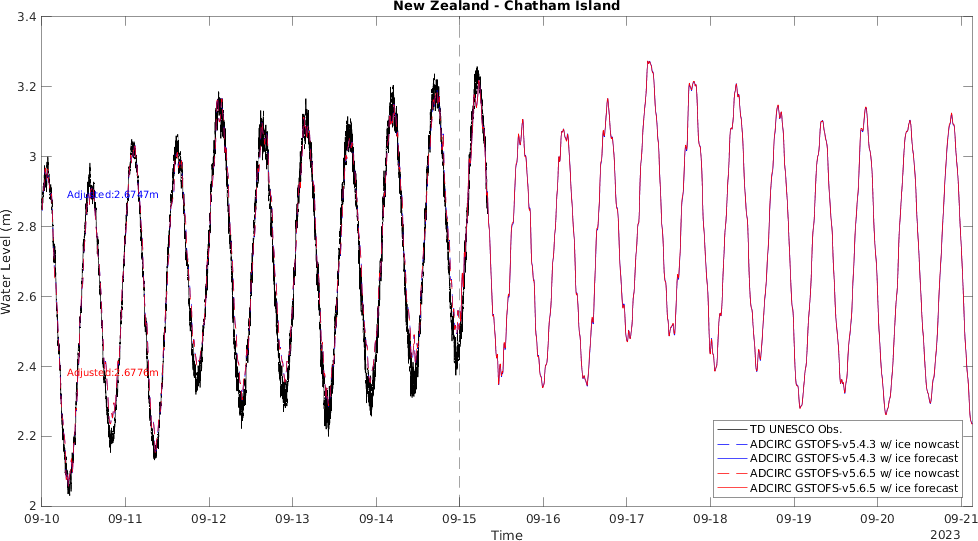 New Zealand - Chatham Island
3.4
3.2
3
2.8
2.6
2.4
2.2
2
Water Level (m)
Adjusted:2.6747m
Adjusted:2.6776m
TD UNESCO Obs.
ADCIRC GSTOFS-v5.4.3 w/ ice nowcast
ADCIRC GSTOFS-v5.4.3 w/ ice forecast
ADCIRC GSTOFS-v5.6.5 w/ ice nowcast
ADCIRC GSTOFS-v5.6.5 w/ ice forecast
09-10 09-11 09-12 09-13 09-14 09-15 09-16 09-17 09-18 09-19 09-20 09-21
Time
2023